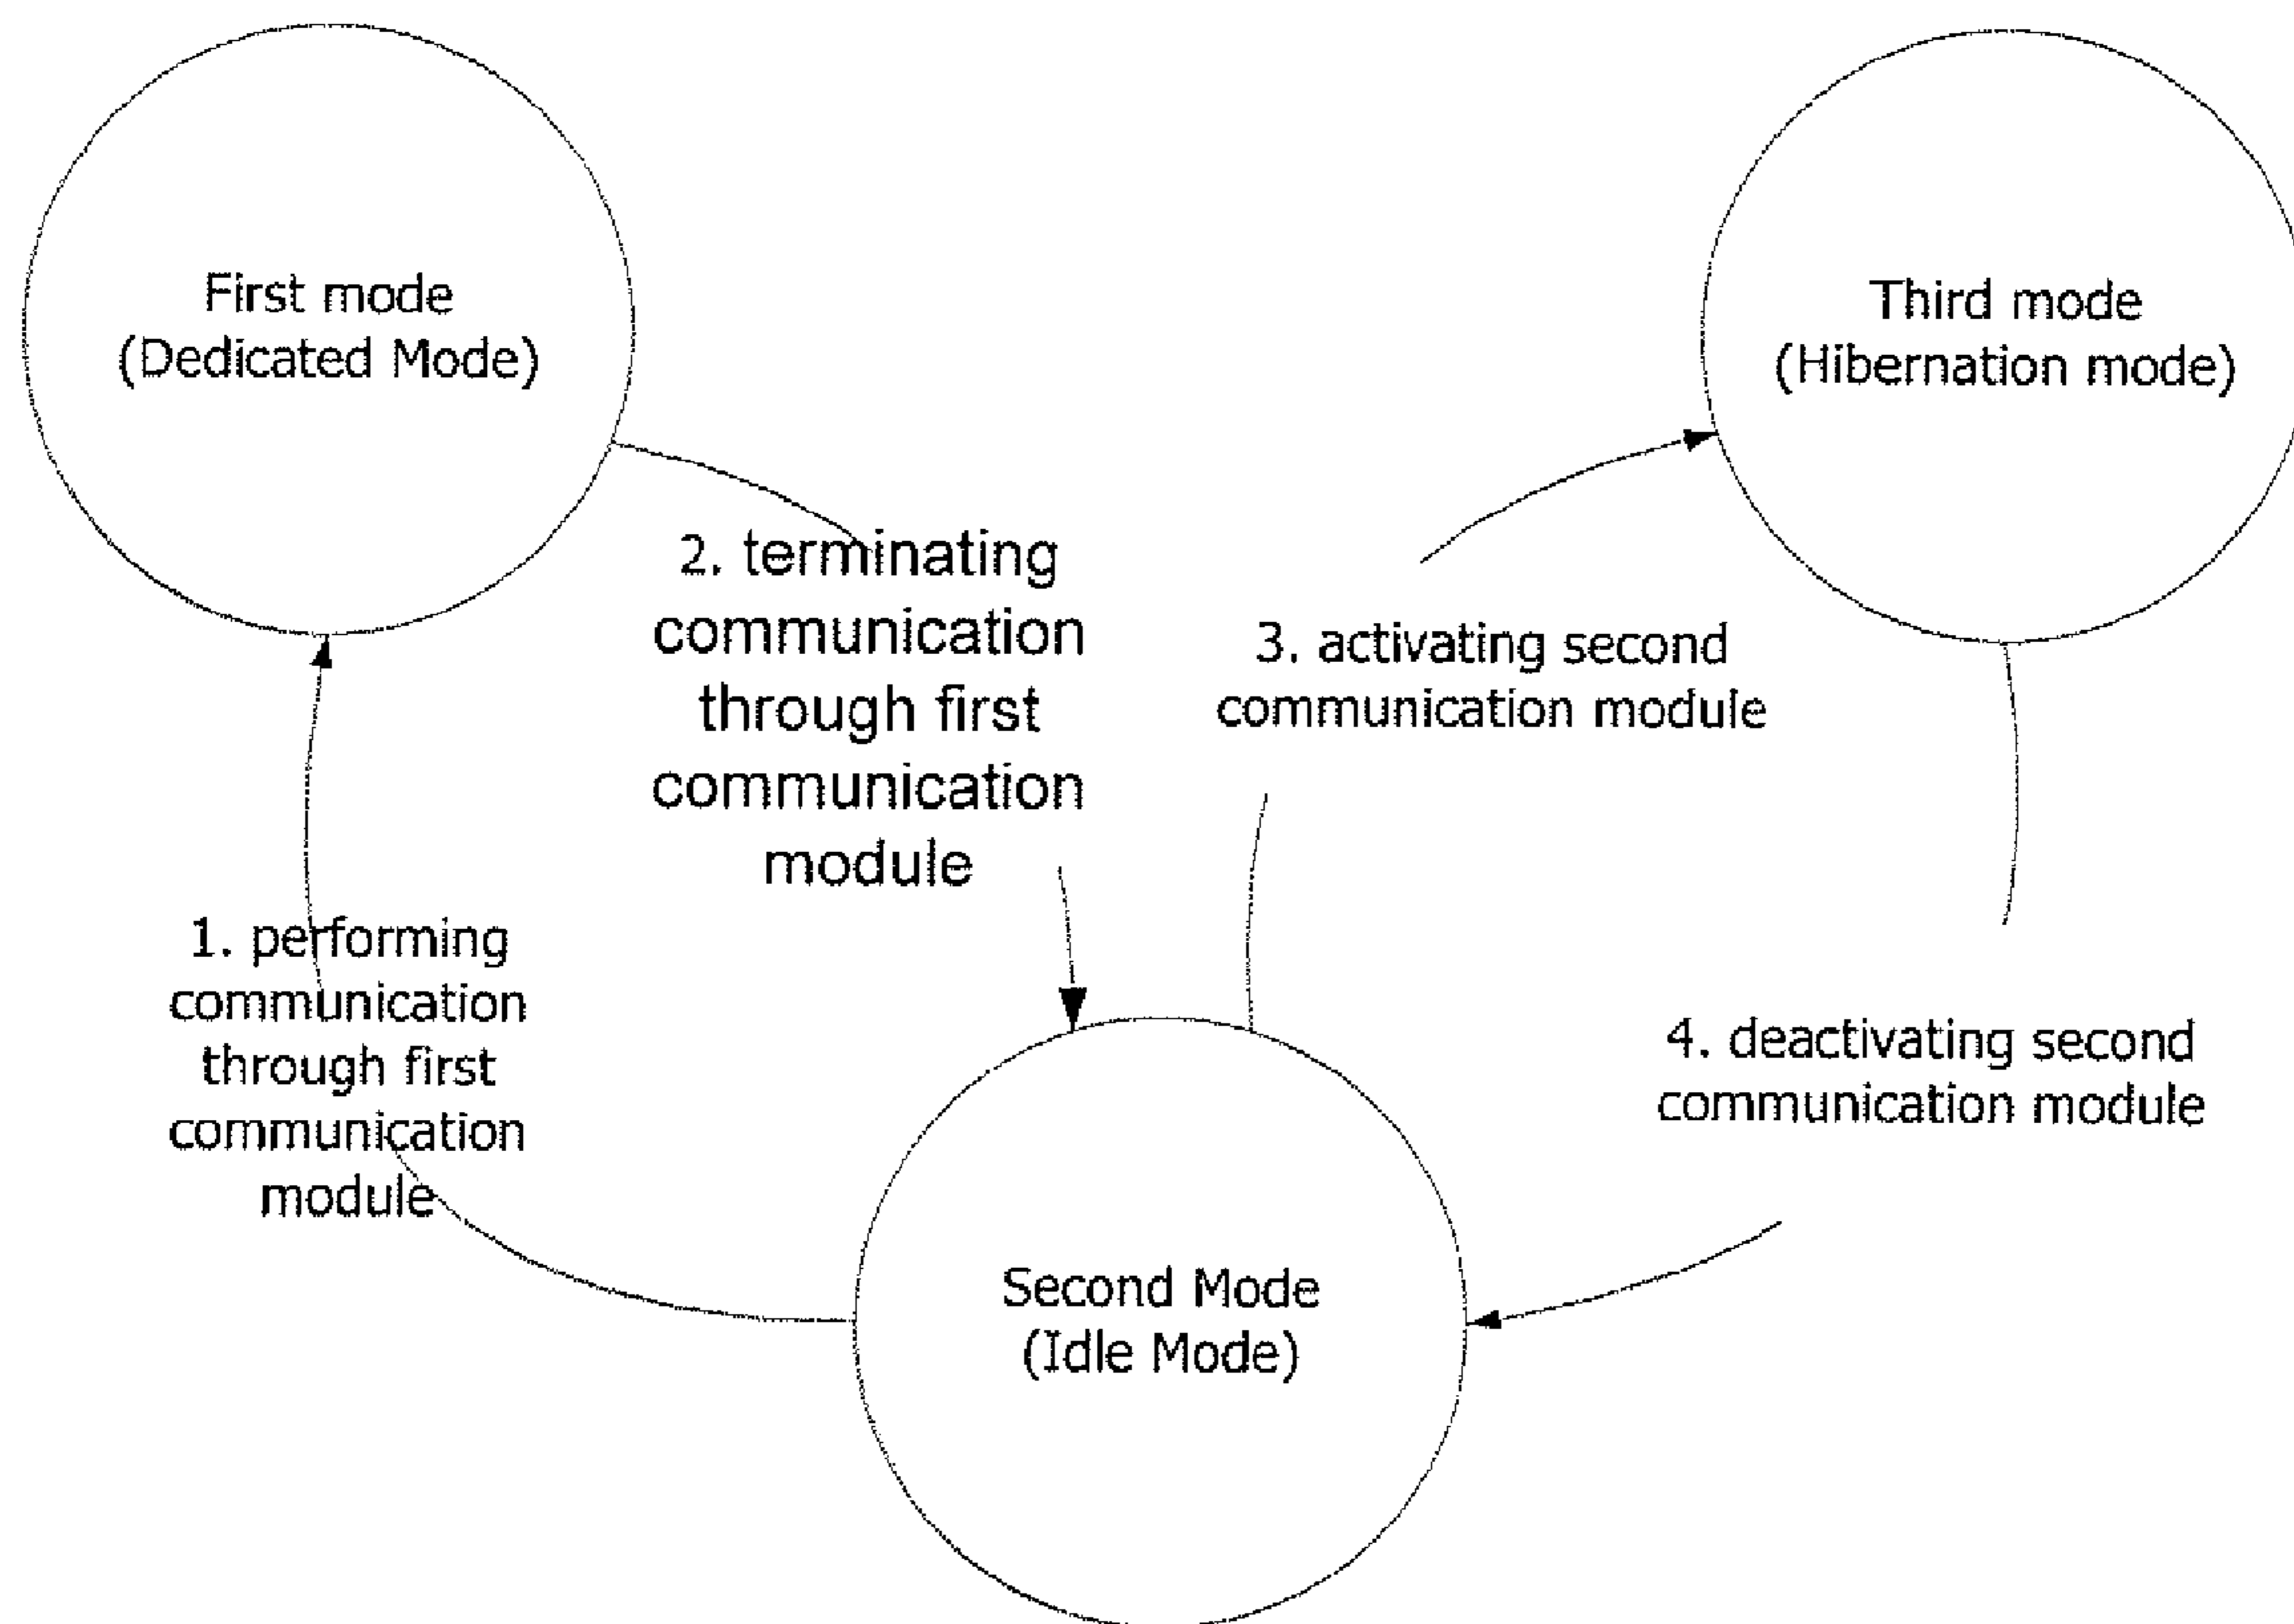 First mode
(Dedicated Mode)
Third mode
(Hibernation mode)
2. terminating
communication
through first
communication
module
3. activating second
communication module
1. performing
communication
through first
communication
module
4. deactivating second
communication module
Second Mode
(Idle Mode)